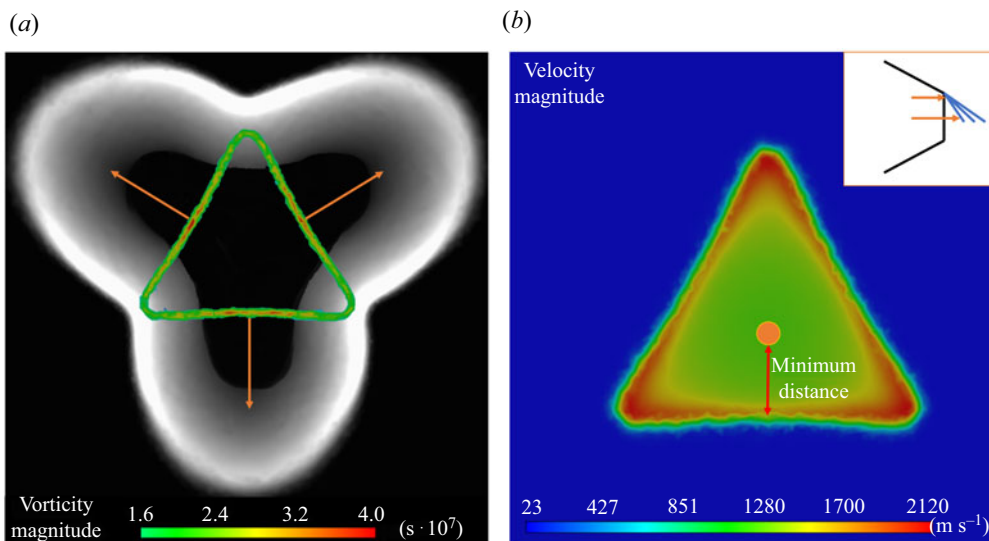 (a)
Vorticity
magnitude
1.6 2.4 3.2 4.0
(s · 10⁷)
(b)
Velocity
magnitude
Minimum
distance
23 427 851 1280 1700 2120
(m s⁻¹)